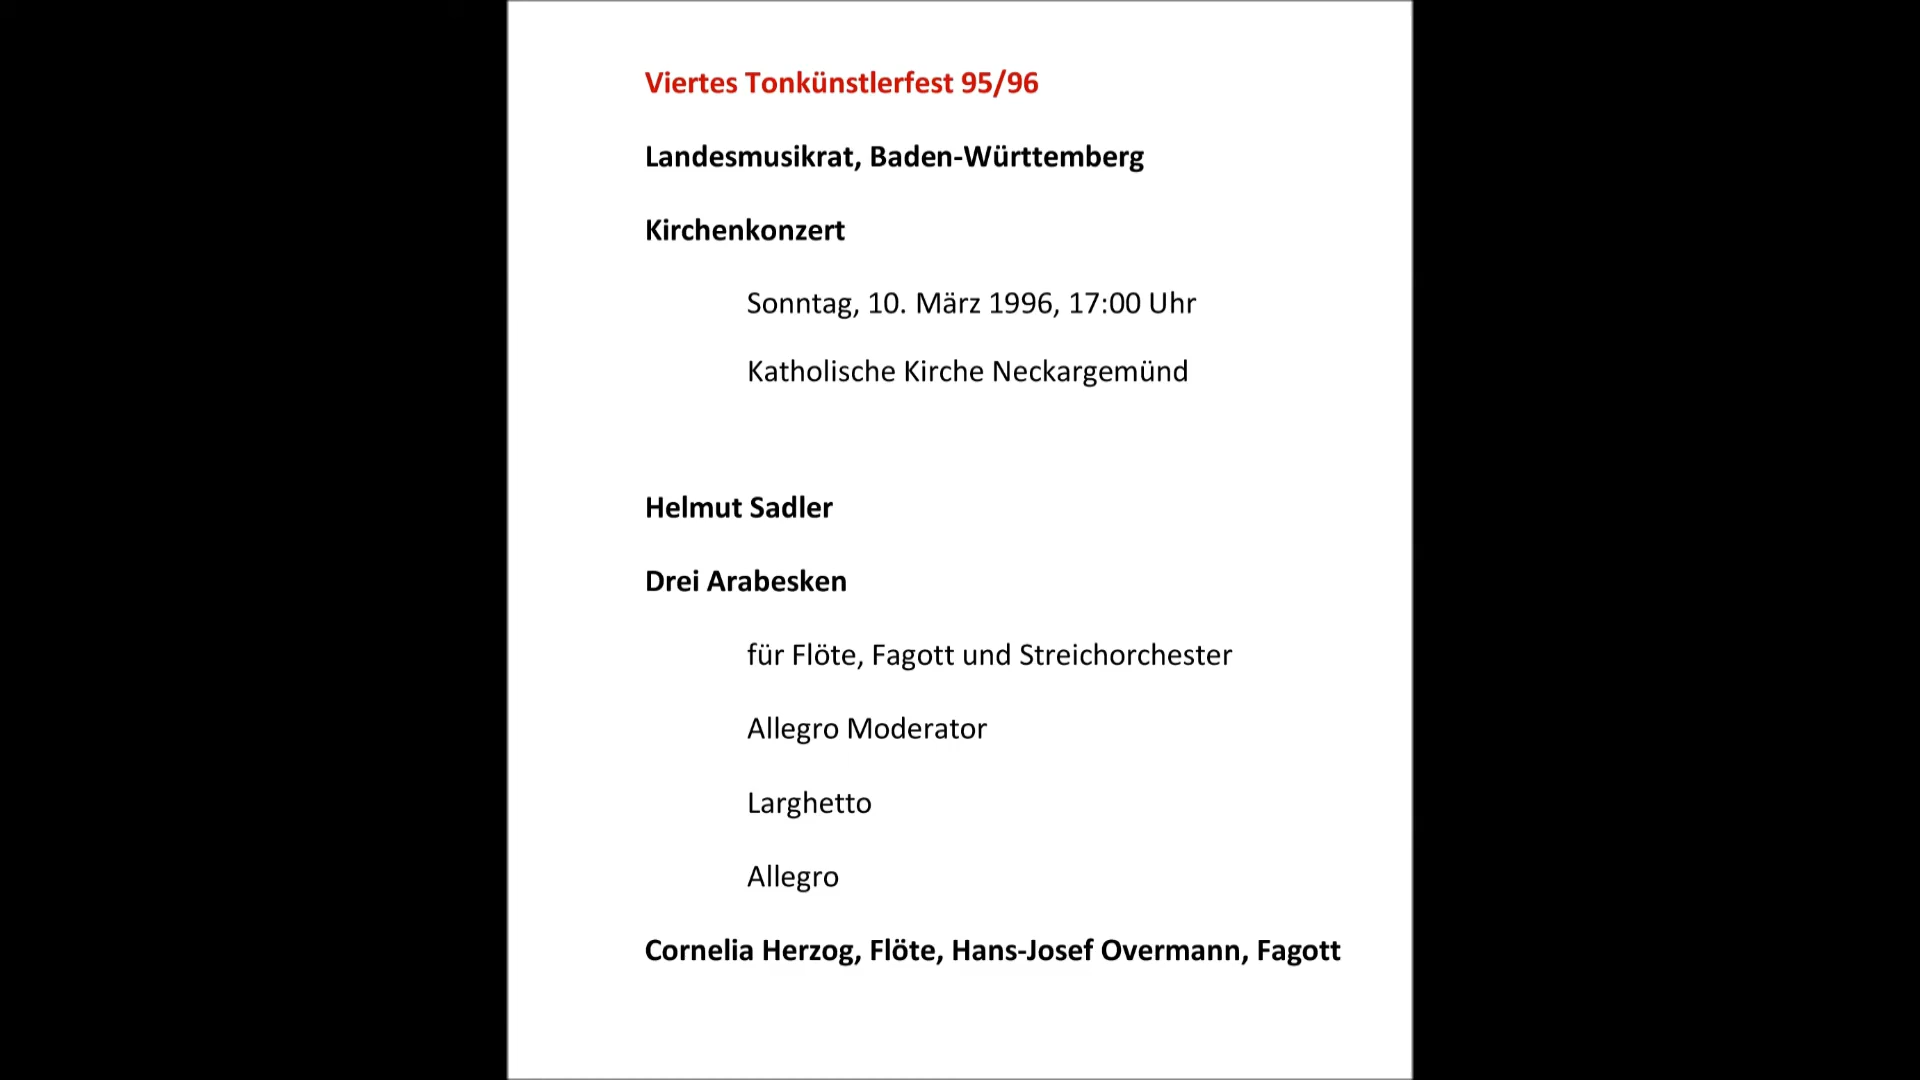 Viertes Tonkünstlerfest 95/96
Landesmusikrat, Baden-Württemberg
Kirchenkonzert
Sonntag, 10. März 1996, 17:00 Uhr
Katholische Kirche Neckargemünd
Helmut Sadler
Drei Arabesken
für Flöte, Fagott und Streichorchester
Allegro Moderator
Larghetto
Allegro
Cornelia Herzog, Flöte, Hans-Josef Overmann, Fagott